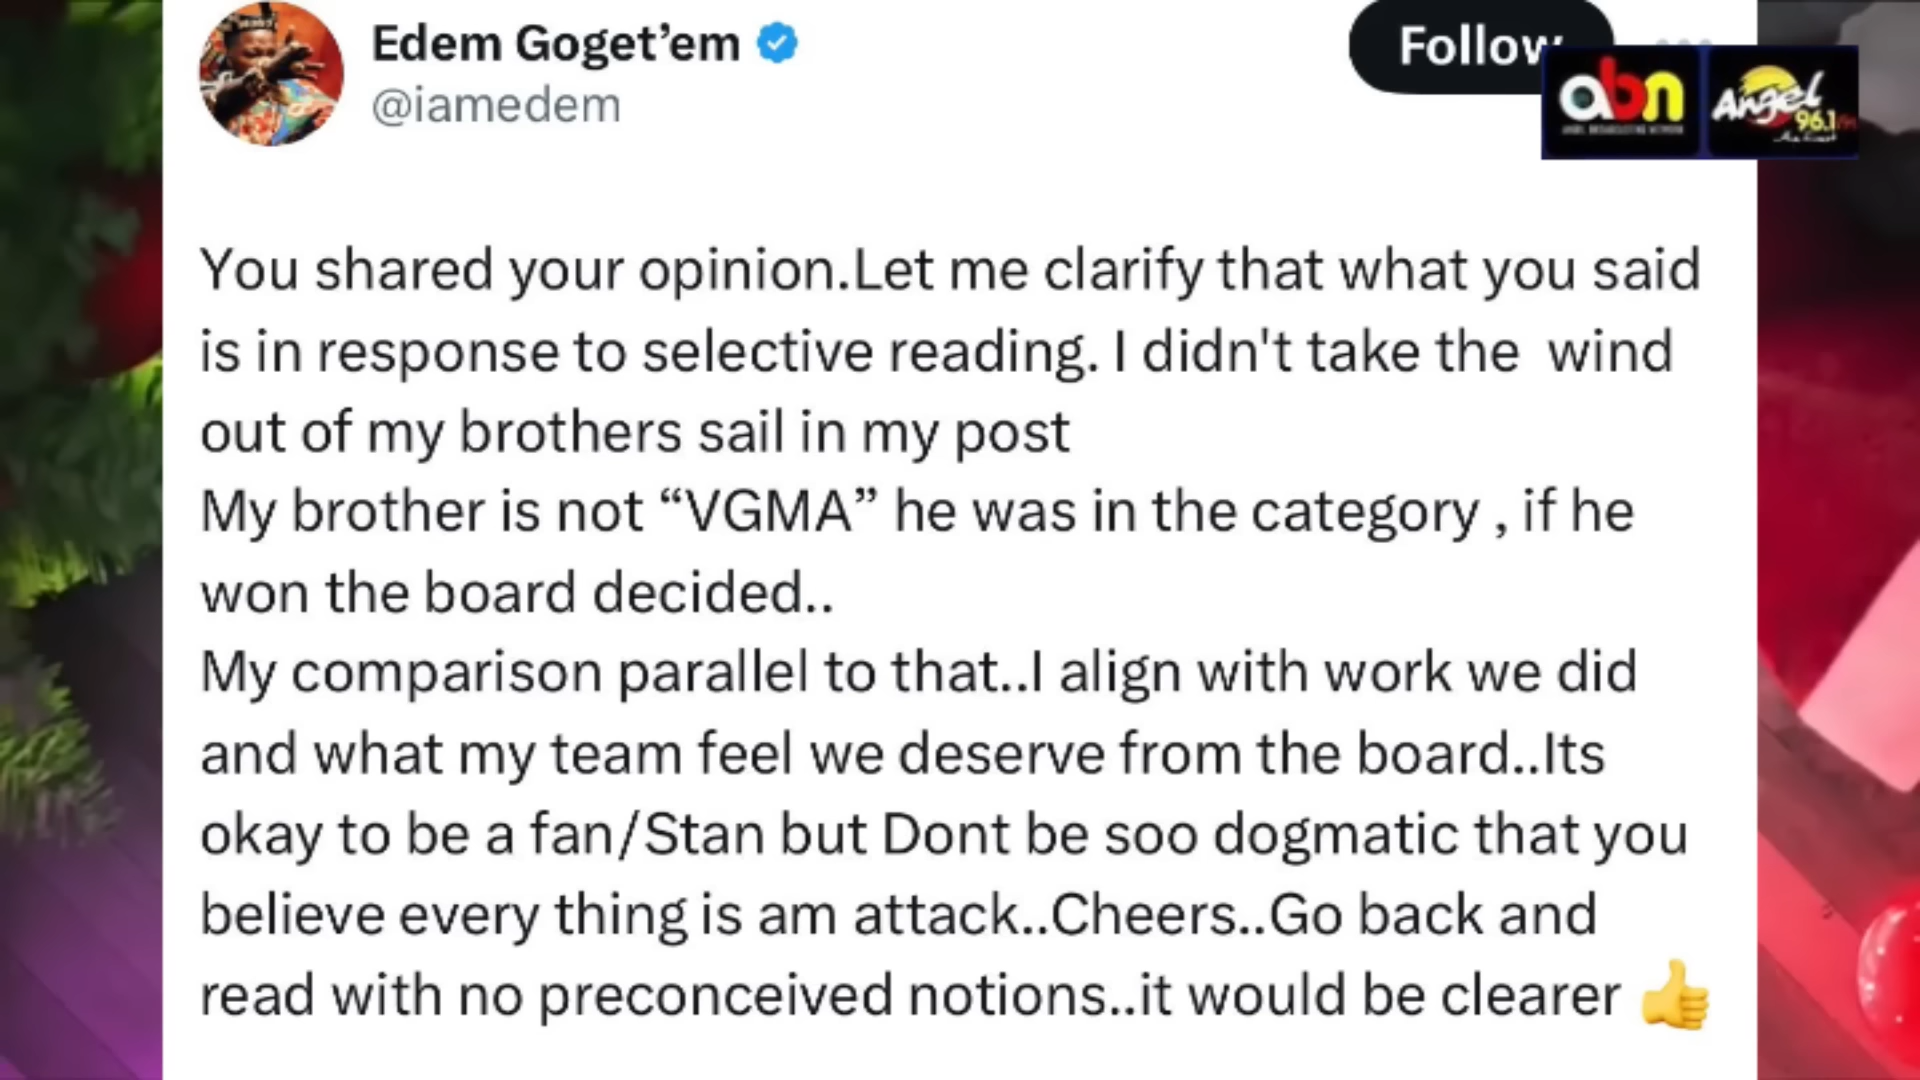 Edem Goget’em
@iamedem
Follow
abn
Angel
96.1
You shared your opinion.Let me clarify that what you said
is in response to selective reading. I didn't take the wind
out of my brothers sail in my post
My brother is not “VGMA” he was in the category , if he
won the board decided..
My comparison parallel to that..I align with work we did
and what my team feel we deserve from the board..Its
okay to be a fan/Stan but Dont be soo dogmatic that you
believe every thing is am attack..Cheers..Go back and
read with no preconceived notions..it would be clearer 👍